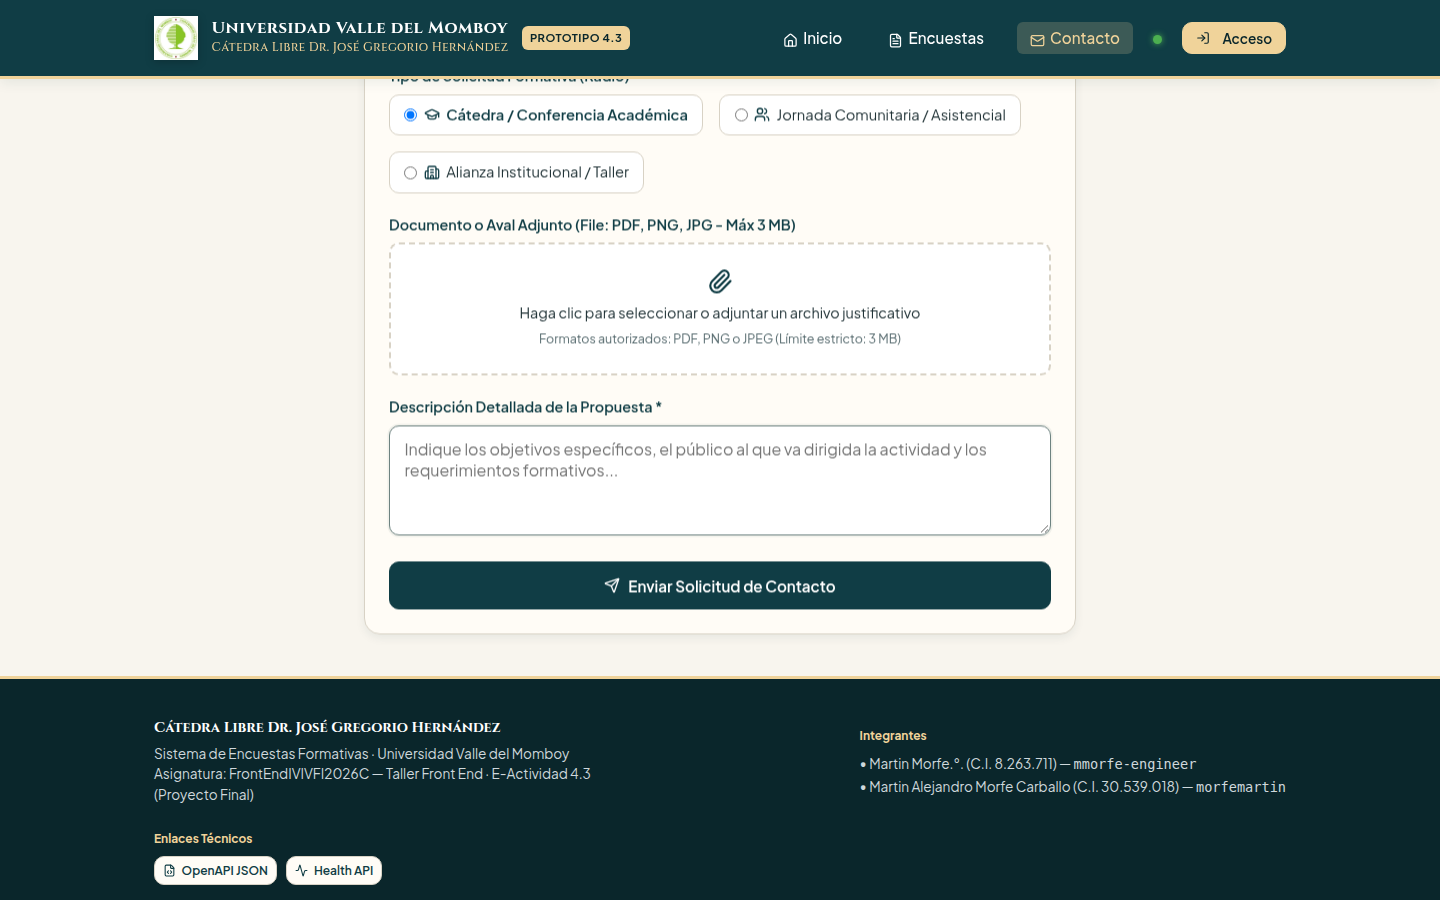 Universidad Valle del Momboy
Cátedra Libre Dr. José Gregorio Hernández
PROTOTIPO 4.3
Inicio
Encuestas
Contacto
Acceso
Tipo de Solicitud Formativa (Radio)
Cátedra / Conferencia Académica
Jornada Comunitaria / Asistencial
Alianza Institucional / Taller
Documento o Aval Adjunto (File: PDF, PNG, JPG - Máx 3 MB)
Haga clic para seleccionar o adjuntar un archivo justificativo
Formatos autorizados: PDF, PNG o JPEG (Límite estricto: 3 MB)
Descripción Detallada de la Propuesta *
Indique los objetivos específicos, el público al que va dirigida la actividad y los
requerimientos formativos...
Enviar Solicitud de Contacto
Cátedra Libre Dr. José Gregorio Hernández
Sistema de Encuestas Formativas · Universidad Valle del Momboy
Asignatura: FrontEndIVIVFI2026C — Taller Front End · E-Actividad 4.3
(Proyecto Final)
Integrantes
• Martin Morfe.°. (C.I. 8.263.711) — mmorfe-engineer
• Martin Alejandro Morfe Carballo (C.I. 30.539.018) — morfemartin
Enlaces Técnicos
OpenAPI JSON
Health API